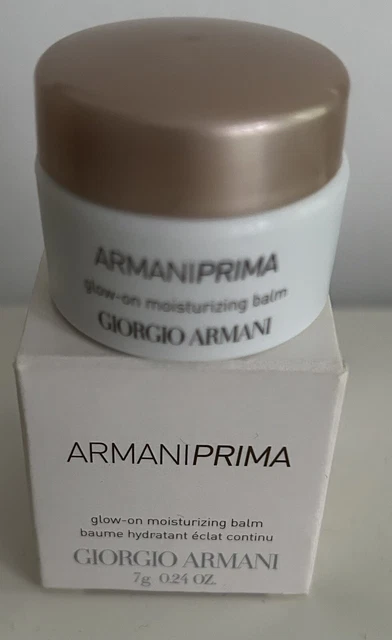 ARMANIPRIMA
glow-on moisturizing balm
GIORGIO ARMANI
ARMANIPRIMA
glow-on moisturizing balm
baume hydratant éclat continu
GIORGIO ARMANI
7g 0.24 OZ.